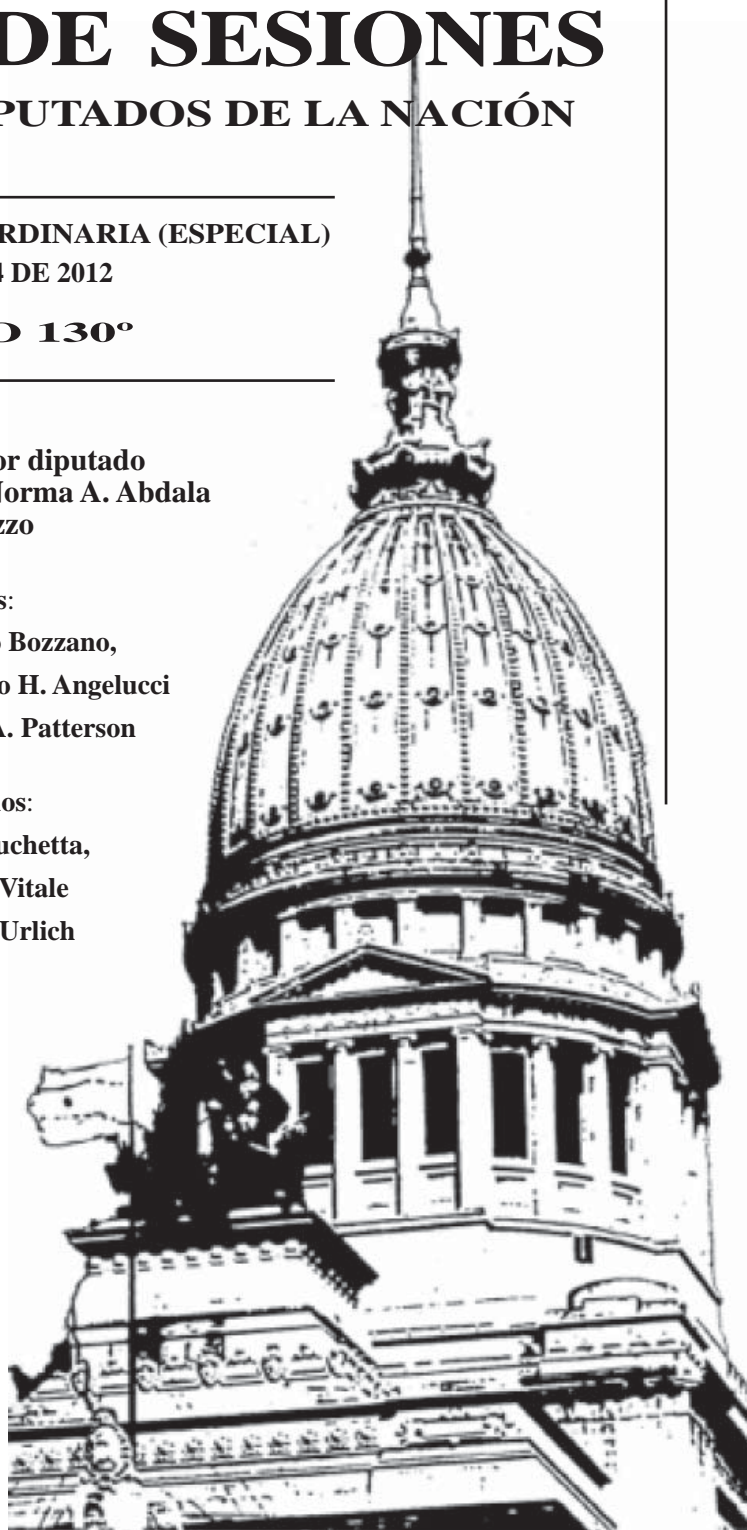 DE SESIONES
PUTADOS DE LA NACIÓN
RDINARIA (ESPECIAL)
4 DE 2012
D 130º
or diputado
Norma A. Abdala
zzo
s:
o Bozzano,
o H. Angelucci
A. Patterson
ios:
uchetta,
Vitale
Urlich